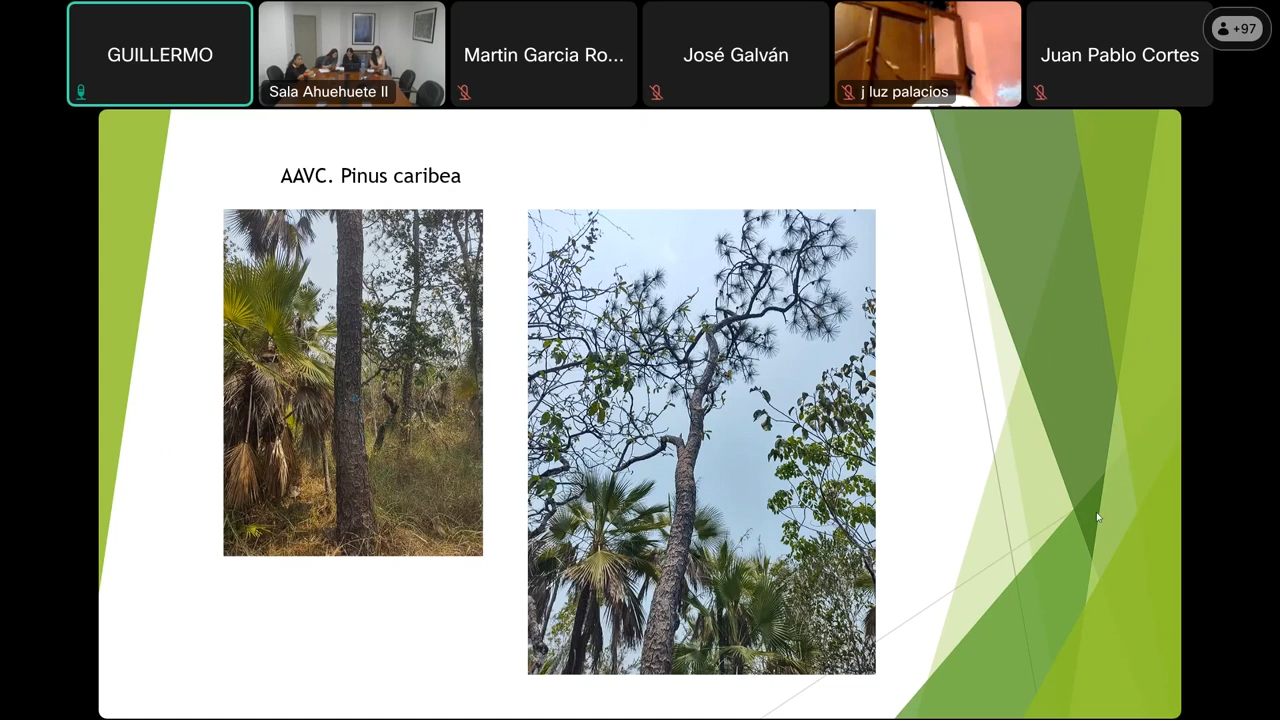 GUILLERMO
Sala Ahuehuete II
Martin Garcia Ro...
José Galván
j luz palacios
Juan Pablo Cortes
+97
AAVC. Pinus caribea